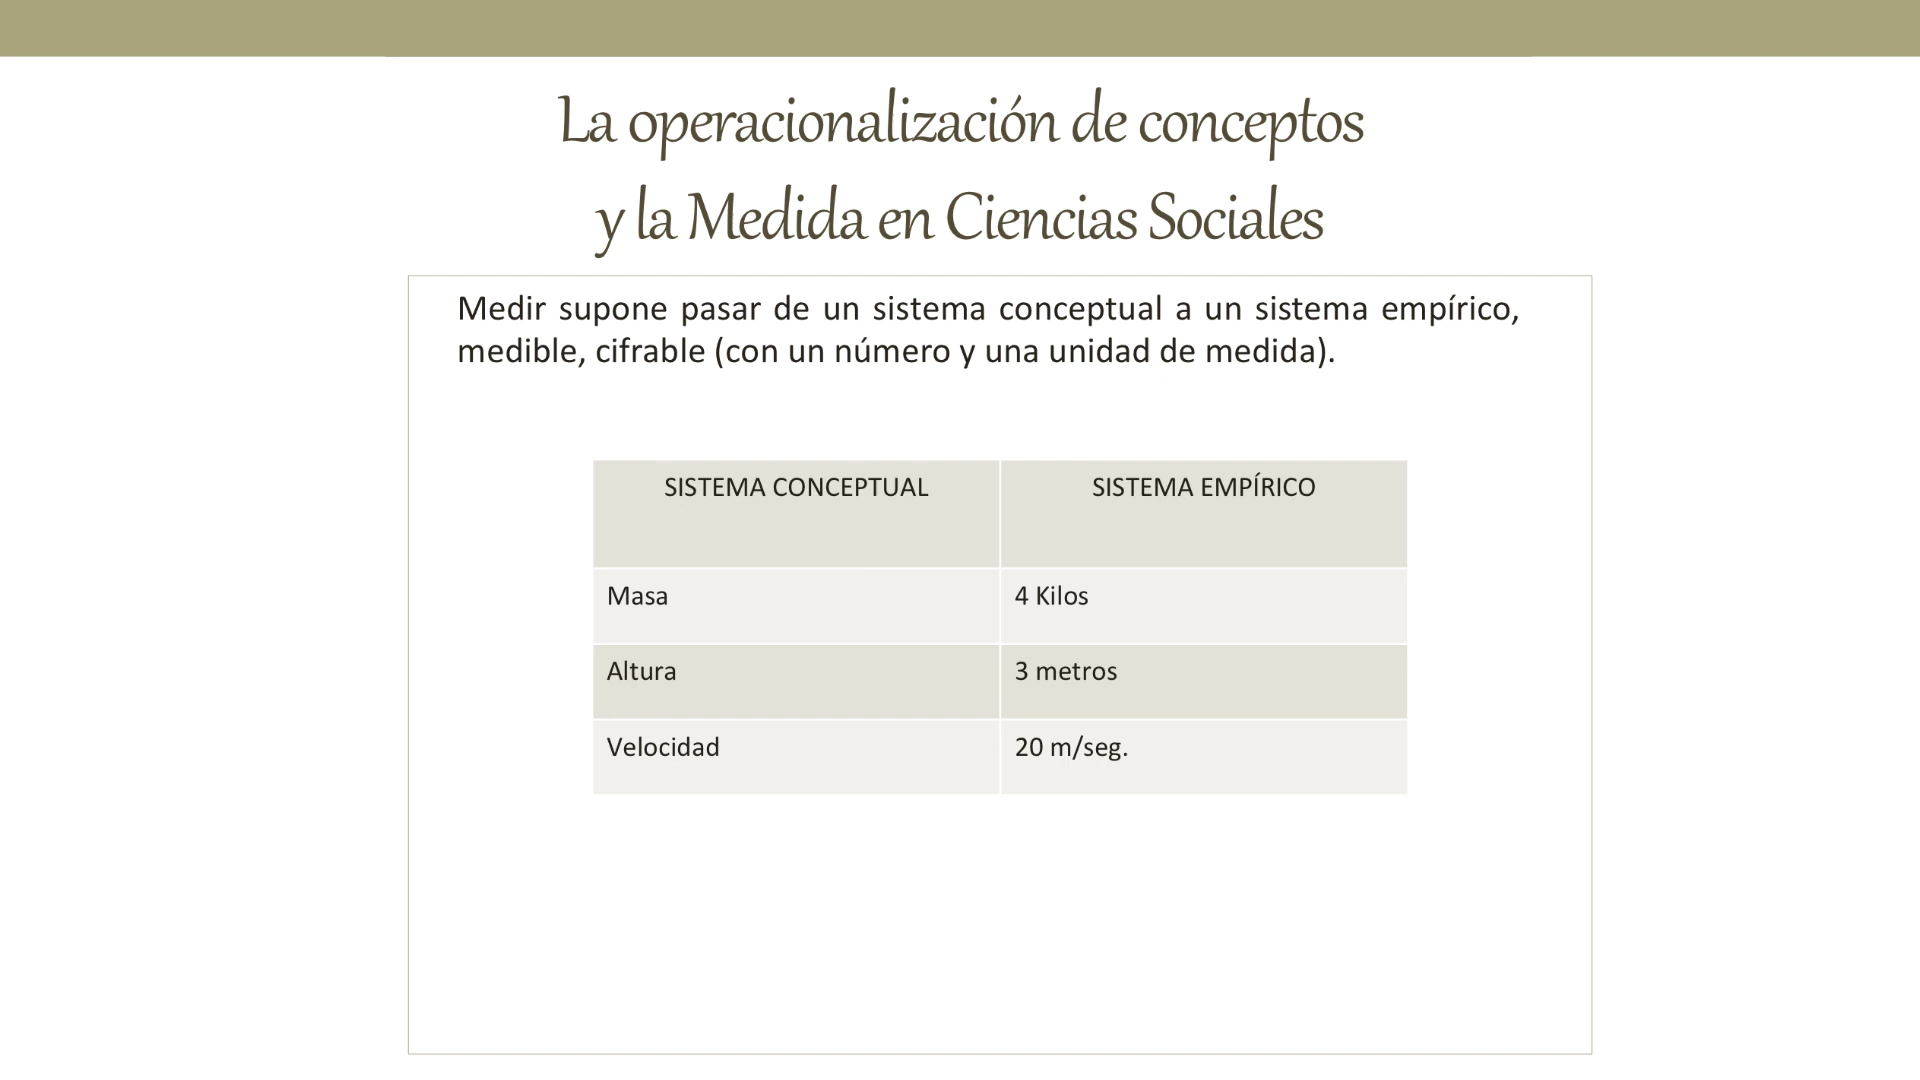 La operacionalización de conceptos
y la Medida en Ciencias Sociales
Medir supone pasar de un sistema conceptual a un sistema empírico,
medible, cifrable (con un número y una unidad de medida).
SISTEMA CONCEPTUAL SISTEMA EMPÍRICO
Masa 4 Kilos
Altura 3 metros
Velocidad 20 m/seg.